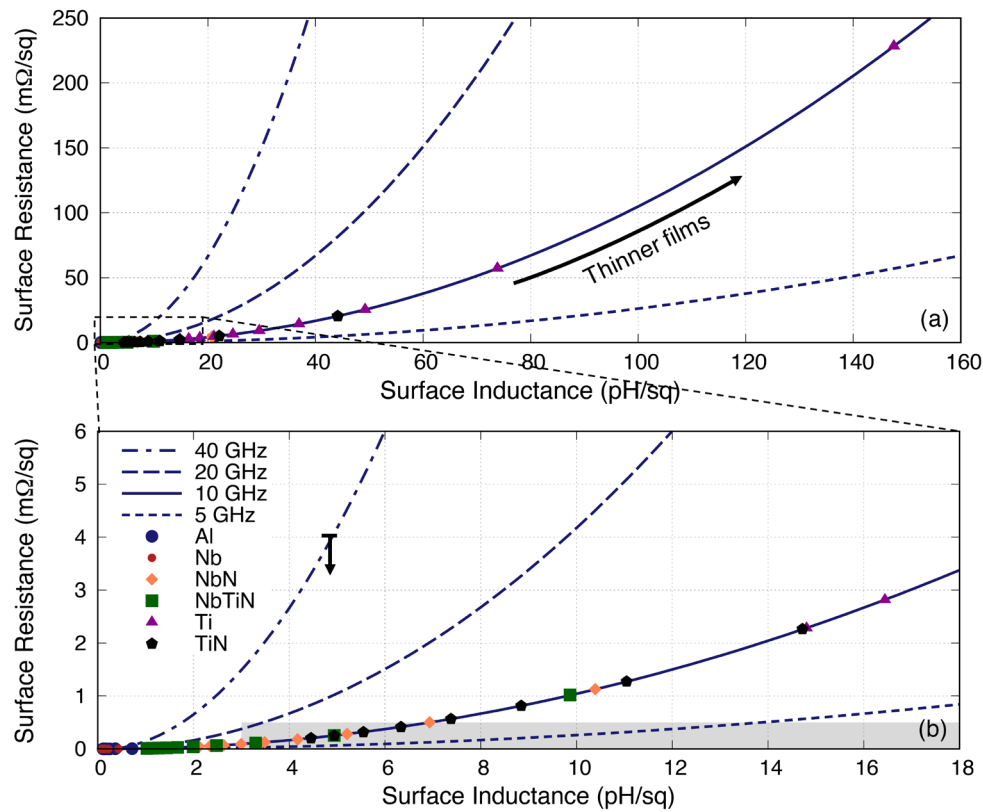 250
200
150
100
50
0
Surface Resistance (mΩ/sq)
Thinner films
(a)
0 20 40 60 80 100 120 140 160
Surface Inductance (pH/sq)
6
5
4
3
2
1
0
Surface Resistance (mΩ/sq)
40 GHz
20 GHz
10 GHz
5 GHz
Al
Nb
NbN
NbTiN
Ti
TiN
(b)
0 2 4 6 8 10 12 14 16 18
Surface Inductance (pH/sq)